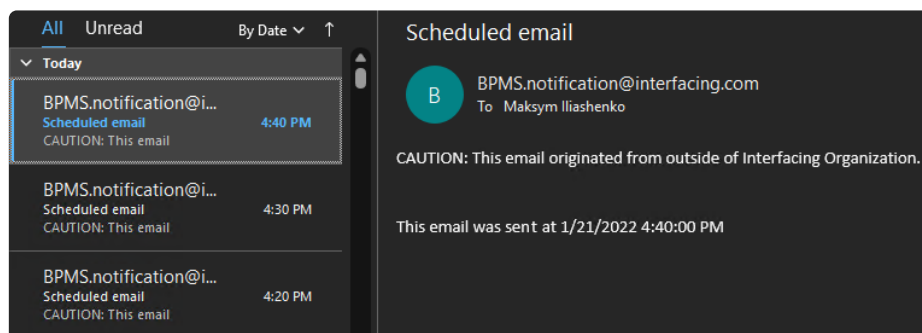 All Unread By Date ↑
Today
BPMS.notification@i...
Scheduled email 4:40 PM
CAUTION: This email
BPMS.notification@i...
Scheduled email 4:30 PM
CAUTION: This email
BPMS.notification@i...
Scheduled email 4:20 PM
CAUTION: This email
Scheduled email
B
BPMS.notification@interfacing.com
To Maksym Iliashenko
CAUTION: This email originated from outside of Interfacing Organization.
This email was sent at 1/21/2022 4:40:00 PM